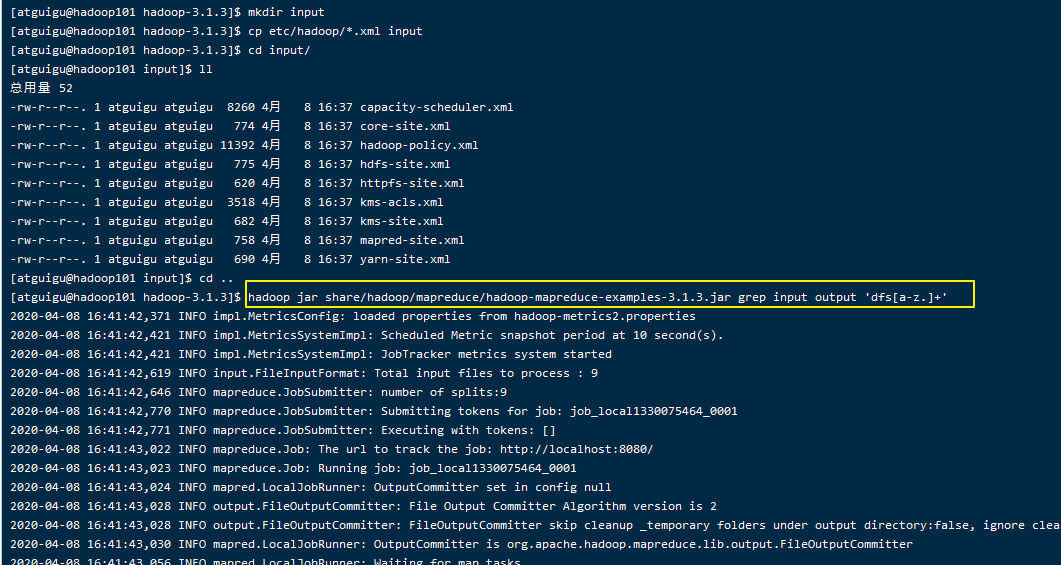 [atguigu@hadoop101 hadoop-3.1.3]$ mkdir input
[atguigu@hadoop101 hadoop-3.1.3]$ cp etc/hadoop/*.xml input
[atguigu@hadoop101 hadoop-3.1.3]$ cd input/
[atguigu@hadoop101 input]$ ll
总用量 52
-rw-r--r--. 1 atguigu atguigu  8260 4月   8 16:37 capacity-scheduler.xml
-rw-r--r--. 1 atguigu atguigu   774 4月   8 16:37 core-site.xml
-rw-r--r--. 1 atguigu atguigu 11392 4月   8 16:37 hadoop-policy.xml
-rw-r--r--. 1 atguigu atguigu   775 4月   8 16:37 hdfs-site.xml
-rw-r--r--. 1 atguigu atguigu   620 4月   8 16:37 httpfs-site.xml
-rw-r--r--. 1 atguigu atguigu  3518 4月   8 16:37 kms-acls.xml
-rw-r--r--. 1 atguigu atguigu   682 4月   8 16:37 kms-site.xml
-rw-r--r--. 1 atguigu atguigu   758 4月   8 16:37 mapred-site.xml
-rw-r--r--. 1 atguigu atguigu   690 4月   8 16:37 yarn-site.xml
[atguigu@hadoop101 input]$ cd ..
[atguigu@hadoop101 hadoop-3.1.3]$ hadoop jar share/hadoop/mapreduce/hadoop-mapreduce-examples-3.1.3.jar grep input output 'dfs[a-z.]+'
2020-04-08 16:41:42,371 INFO impl.MetricsConfig: loaded properties from hadoop-metrics2.properties
2020-04-08 16:41:42,421 INFO impl.MetricsSystemImpl: Scheduled Metric snapshot period at 10 second(s).
2020-04-08 16:41:42,421 INFO impl.MetricsSystemImpl: JobTracker metrics system started
2020-04-08 16:41:42,619 INFO input.FileInputFormat: Total input files to process : 9
2020-04-08 16:41:42,646 INFO mapreduce.JobSubmitter: number of splits:9
2020-04-08 16:41:42,770 INFO mapreduce.JobSubmitter: Submitting tokens for job: job_local1330075464_0001
2020-04-08 16:41:42,771 INFO mapreduce.JobSubmitter: Executing with tokens: []
2020-04-08 16:41:43,022 INFO mapreduce.Job: The url to track the job: http://localhost:8080/
2020-04-08 16:41:43,023 INFO mapreduce.Job: Running job: job_local1330075464_0001
2020-04-08 16:41:43,024 INFO mapred.LocalJobRunner: OutputCommitter set in config null
2020-04-08 16:41:43,028 INFO output.FileOutputCommitter: File Output Committer Algorithm version is 2
2020-04-08 16:41:43,028 INFO output.FileOutputCommitter: FileOutputCommitter skip cleanup _temporary folders under output directory:false, ignore clea
2020-04-08 16:41:43,030 INFO mapred.LocalJobRunner: OutputCommitter is org.apache.hadoop.mapreduce.lib.output.FileOutputCommitter
2020-04-08 16:41:43,056 INFO mapred.LocalJobRunner: Waiting for map tasks